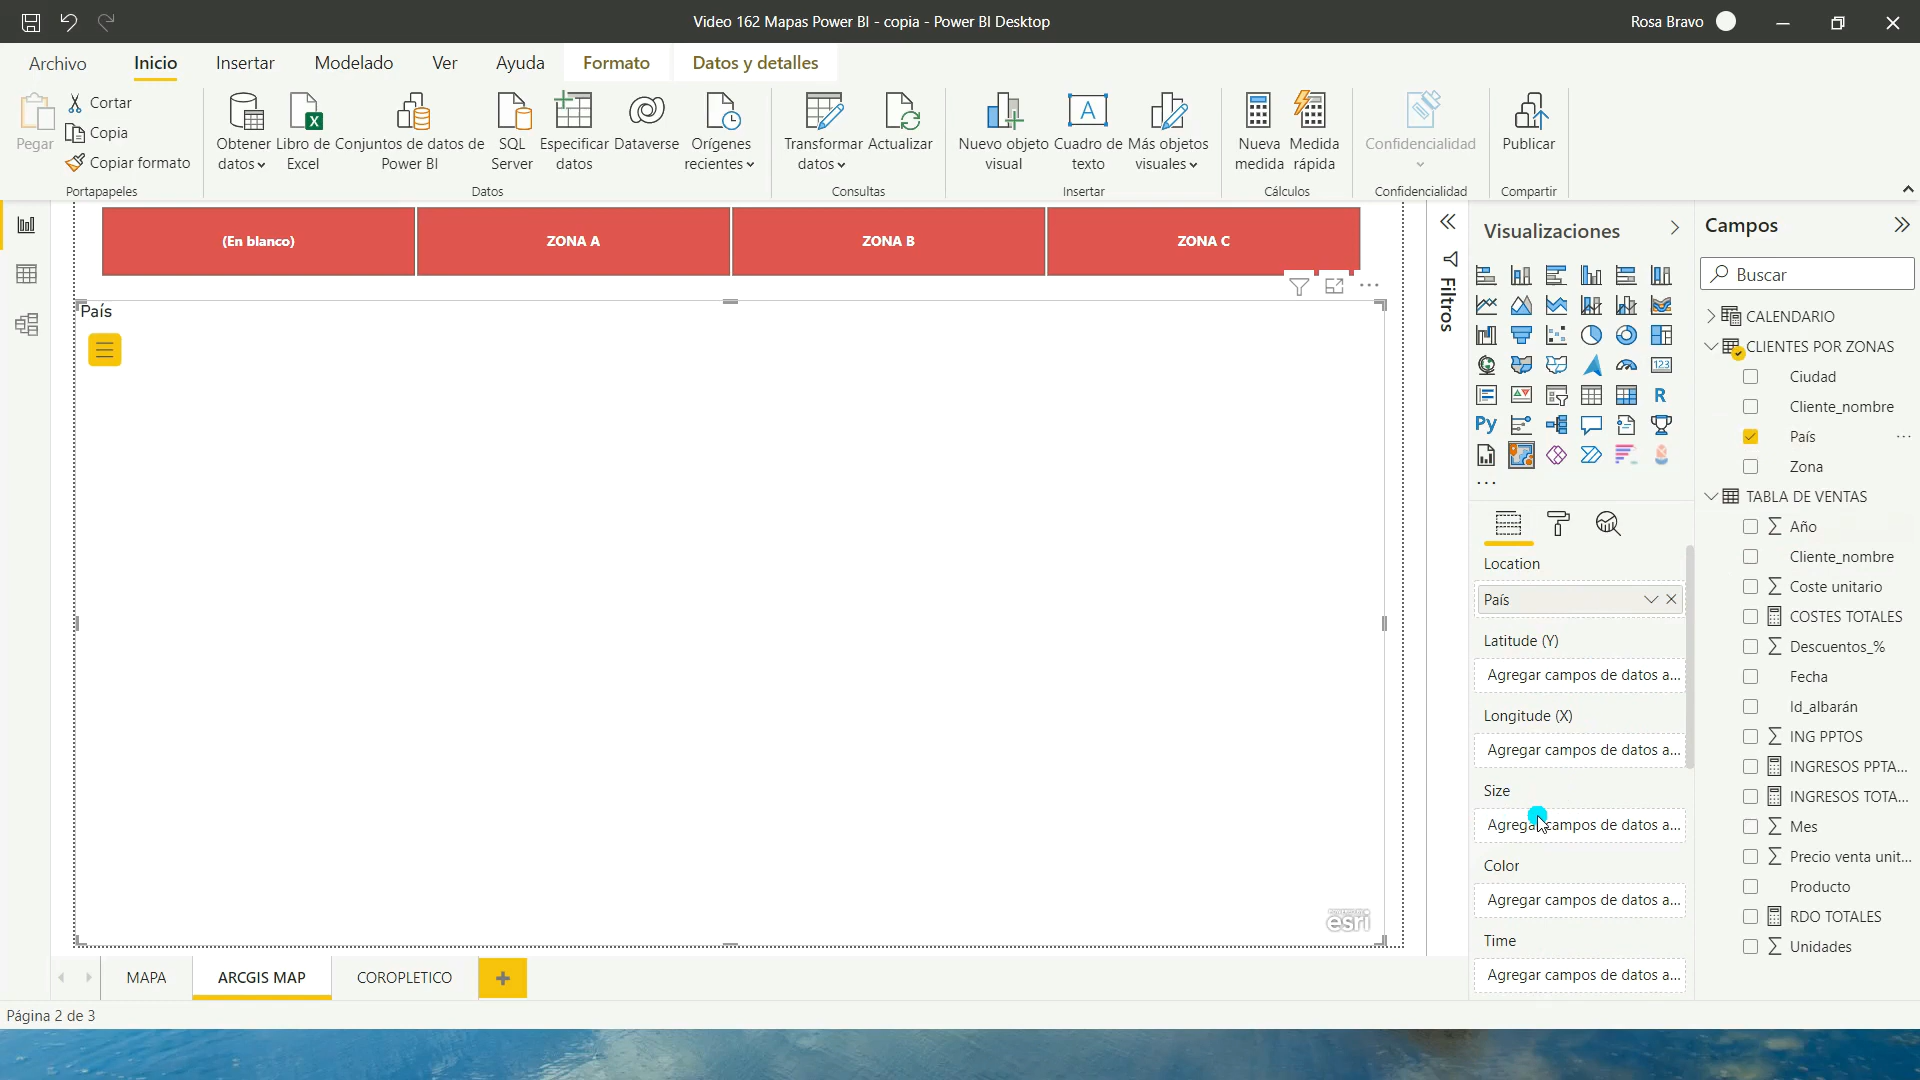 Video 162 Mapas Power BI - copia - Power BI Desktop
Rosa Bravo
Archivo
Inicio
Insertar
Modelado
Ver
Ayuda
Formato
Datos y detalles
Pegar
Cortar
Copia
Copiar formato
Portapapeles
Obtener
datos
Libro de
Excel
Conjuntos de datos de
Power BI
SQL
Server
Especificar
datos
Dataverse
Orígenes
recientes
Datos
Transformar
datos
Actualizar
Consultas
Nuevo objeto
visual
Cuadro de
texto
Más objetos
visuales
Insertar
Nueva
medida
Medida
rápida
Cálculos
Confidencialidad
Confidencialidad
Publicar
Compartir
(En blanco)
ZONA A
ZONA B
ZONA C
País
esri
Filtros
Visualizaciones
123
R
Py
Location
País
Latitude (Y)
Agregar campos de datos a...
Longitude (X)
Agregar campos de datos a...
Size
Agregar campos de datos a...
Color
Agregar campos de datos a...
Time
Agregar campos de datos a...
Campos
Buscar
CALENDARIO
CLIENTES POR ZONAS
Ciudad
Cliente_nombre
País
Zona
TABLA DE VENTAS
Año
Cliente_nombre
Coste unitario
COSTES TOTALES
Descuentos_%
Fecha
Id_albarán
ING PPTOS
INGRESOS PPTA...
INGRESOS TOTA...
Mes
Precio venta unit...
Producto
RDO TOTALES
Unidades
MAPA
ARCGIS MAP
COROPLETICO
Página 2 de 3